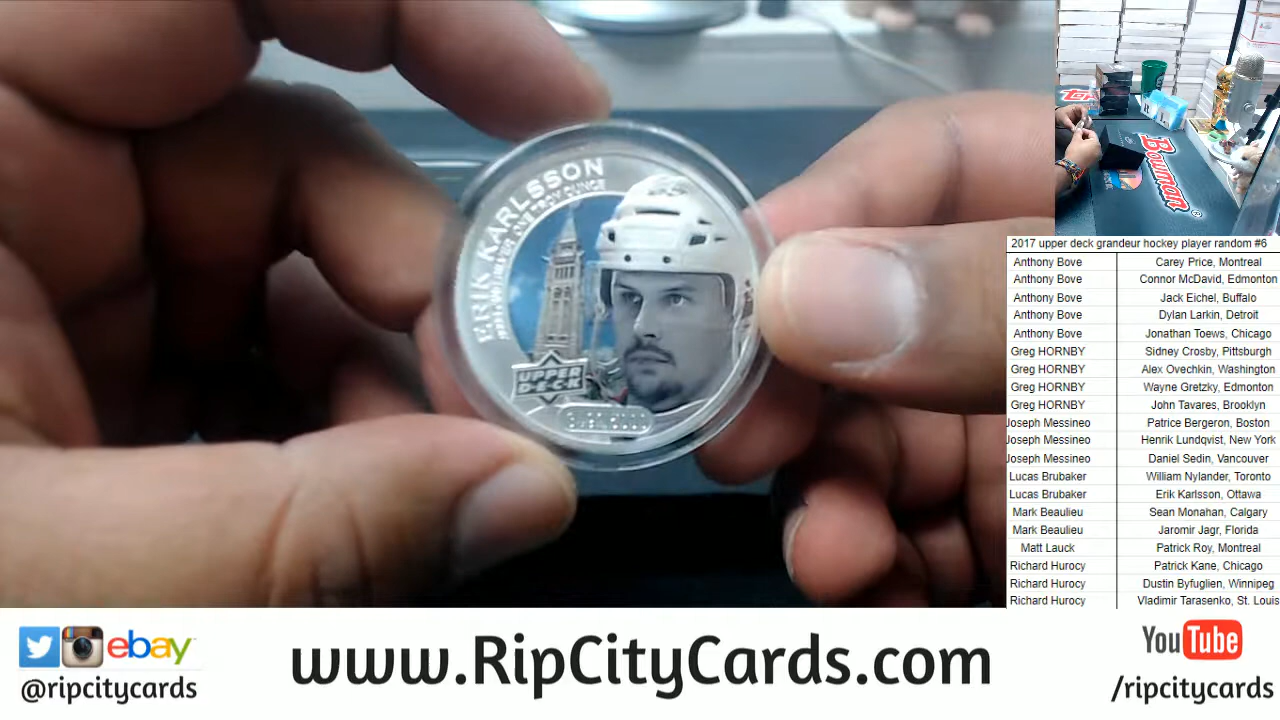 ERIK KARLSSON
ONE TROY OUNCE
UPPER
DECK
Bowman
®
2017 upper deck grandeur hockey player random #6
Anthony Bove Carey Price, Montreal
Anthony Bove Connor McDavid, Edmonton
Anthony Bove Jack Eichel, Buffalo
Anthony Bove Dylan Larkin, Detroit
Anthony Bove Jonathan Toews, Chicago
Greg HORNBY Sidney Crosby, Pittsburgh
Greg HORNBY Alex Ovechkin, Washington
Greg HORNBY Wayne Gretzky, Edmonton
Greg HORNBY John Tavares, Brooklyn
Joseph Messineo Patrice Bergeron, Boston
Joseph Messineo Henrik Lundqvist, New York
Joseph Messineo Daniel Sedin, Vancouver
Lucas Brubaker William Nylander, Toronto
Lucas Brubaker Erik Karlsson, Ottawa
Mark Beaulieu Sean Monahan, Calgary
Mark Beaulieu Jaromir Jagr, Florida
Matt Lauck Patrick Roy, Montreal
Richard Hurocy Patrick Kane, Chicago
Richard Hurocy Dustin Byfuglien, Winnipeg
Richard Hurocy Vladimir Tarasenko, St. Louis
ebay
@ripcitycards
www.RipCityCards.com
YouTube
/ripcitycards